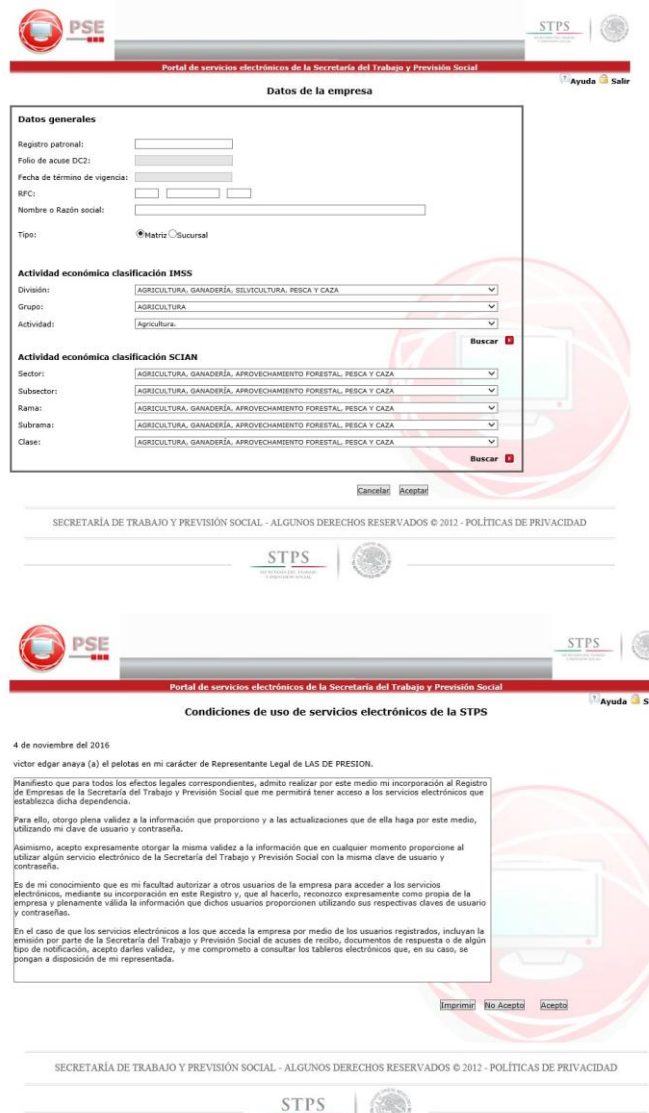 PSE
STPS
Portal de servicios electrónicos de la Secretaría del Trabajo y Previsión Social
Ayuda Salir
Datos de la empresa
Datos generales
Registro patronal:
Folio de acuse DC2:
Fecha de término de vigencia:
RFC:
Nombre o Razón social:
Tipo: Matriz Sucursal
Actividad económica clasificación IMSS
División: AGRICULTURA, GANADERÍA, SILVICULTURA, PESCA Y CAZA
Grupo: AGRICULTURA
Actividad: Agricultura.
Buscar
Actividad económica clasificación SCIAN
Sector: AGRICULTURA, GANADERÍA, APROVECHAMIENTO FORESTAL, PESCA Y CAZA
Subsector: AGRICULTURA, GANADERÍA, APROVECHAMIENTO FORESTAL, PESCA Y CAZA
Rama: AGRICULTURA, GANADERÍA, APROVECHAMIENTO FORESTAL, PESCA Y CAZA
Subrama: AGRICULTURA, GANADERÍA, APROVECHAMIENTO FORESTAL, PESCA Y CAZA
Clase: AGRICULTURA, GANADERÍA, APROVECHAMIENTO FORESTAL, PESCA Y CAZA
Buscar
Cancelar Aceptar
SECRETARÍA DE TRABAJO Y PREVISIÓN SOCIAL - ALGUNOS DERECHOS RESERVADOS © 2012 - POLÍTICAS DE PRIVACIDAD
STPS
SECRETARÍA DEL TRABAJO
Y PREVISIÓN SOCIAL
PSE
STPS
Portal de servicios electrónicos de la Secretaría del Trabajo y Previsión Social
Ayuda S
Condiciones de uso de servicios electrónicos de la STPS
4 de noviembre del 2016
victor edgar anaya (a) el pelotas en mi carácter de Representante Legal de LAS DE PRESION.
Manifiesto que para todos los efectos legales correspondientes, admito realizar por este medio mi incorporación al Registro
de Empresas de la Secretaría del Trabajo y Previsión Social que me permitirá tener acceso a los servicios electrónicos que
establezca dicha dependencia.
Para ello, otorgo plena validez a la información que proporciono y a las actualizaciones que de ella haga por este medio,
utilizando mi clave de usuario y contraseña.
Asimismo, acepto expresamente otorgar la misma validez a la información que en cualquier momento proporcione al
utilizar algún servicio electrónico de la Secretaría del Trabajo y Previsión Social con la misma clave de usuario y
contraseña.
Es de mi conocimiento que es mi facultad autorizar a otros usuarios de la empresa para acceder a los servicios
electrónicos, mediante su incorporación en este Registro y, que al hacerlo, reconozco expresamente como propia de la
empresa y plenamente válida la información que dichos usuarios proporcionen utilizando sus respectivas claves de usuario
y contraseñas.
En el caso de que los servicios electrónicos a los que acceda la empresa por medio de los usuarios registrados, incluyan la
emisión por parte de la Secretaría del Trabajo y Previsión Social de acuses de recibo, documentos de respuesta o de algún
tipo de notificación, acepto darles validez, y me comprometo a consultar los tableros electrónicos que, en su caso, se
pongan a disposición de mi representada.
Imprimir No Acepto Acepto
SECRETARÍA DE TRABAJO Y PREVISIÓN SOCIAL - ALGUNOS DERECHOS RESERVADOS © 2012 - POLÍTICAS DE PRIVACIDAD
STPS